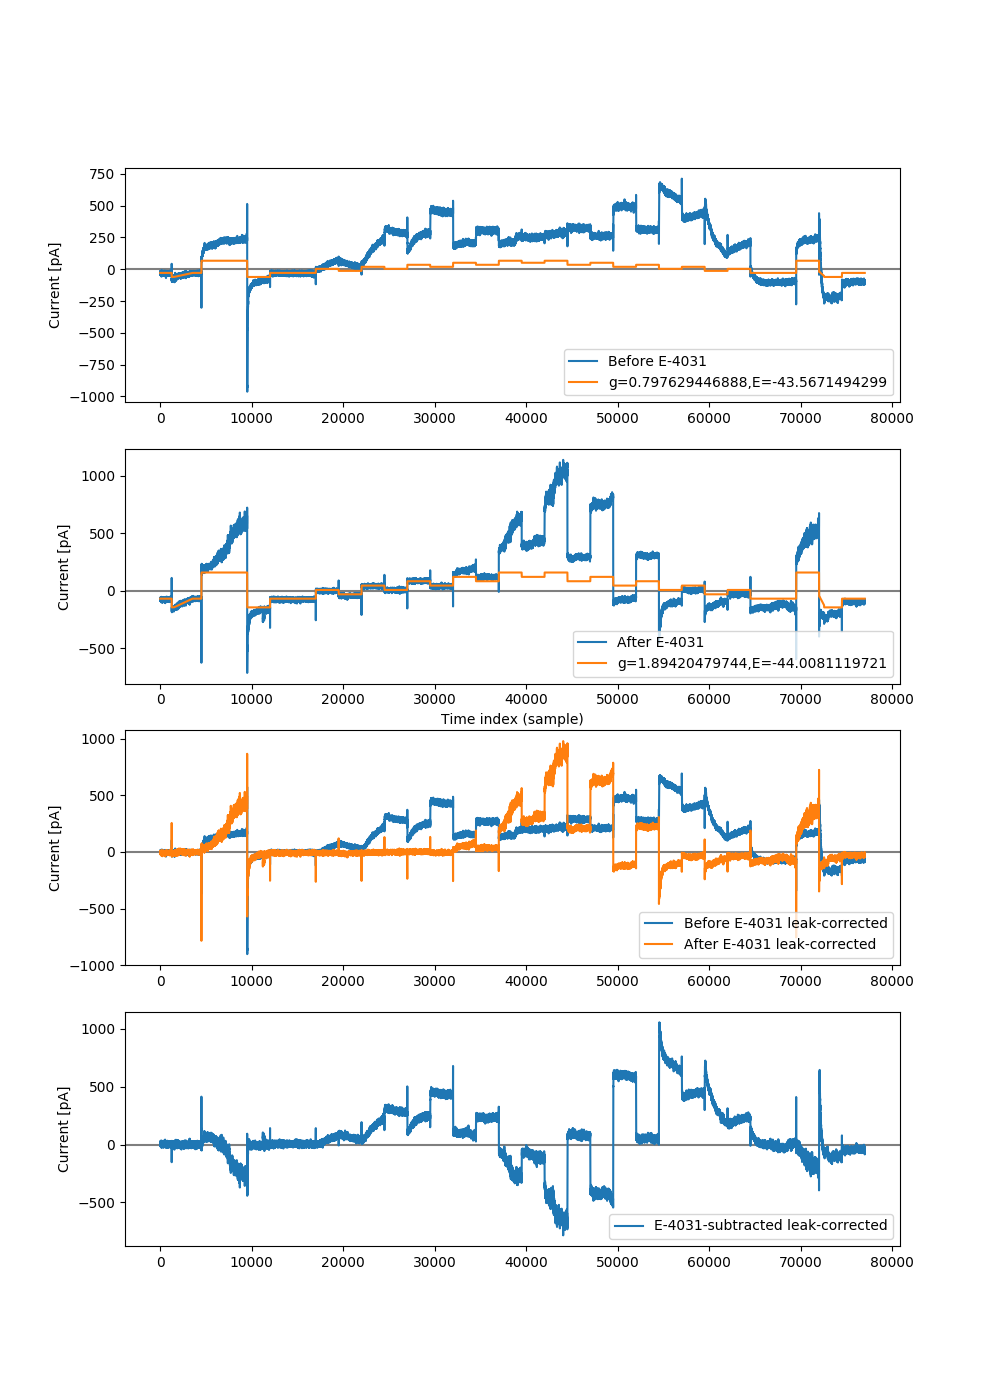 750
500
250
0
−250
−500
−750
−1000
Current [pA]
Before E-4031
g=0.797629446888,E=-43.5671494299
0 10000 20000 30000 40000 50000 60000 70000 80000
1000
500
0
−500
Current [pA]
After E-4031
g=1.89420479744,E=-44.0081119721
0 10000 20000 30000 40000 50000 60000 70000 80000
Time index (sample)
1000
500
0
−500
−1000
Current [pA]
Before E-4031 leak-corrected
After E-4031 leak-corrected
0 10000 20000 30000 40000 50000 60000 70000 80000
1000
500
0
−500
Current [pA]
E-4031-subtracted leak-corrected
0 10000 20000 30000 40000 50000 60000 70000 80000